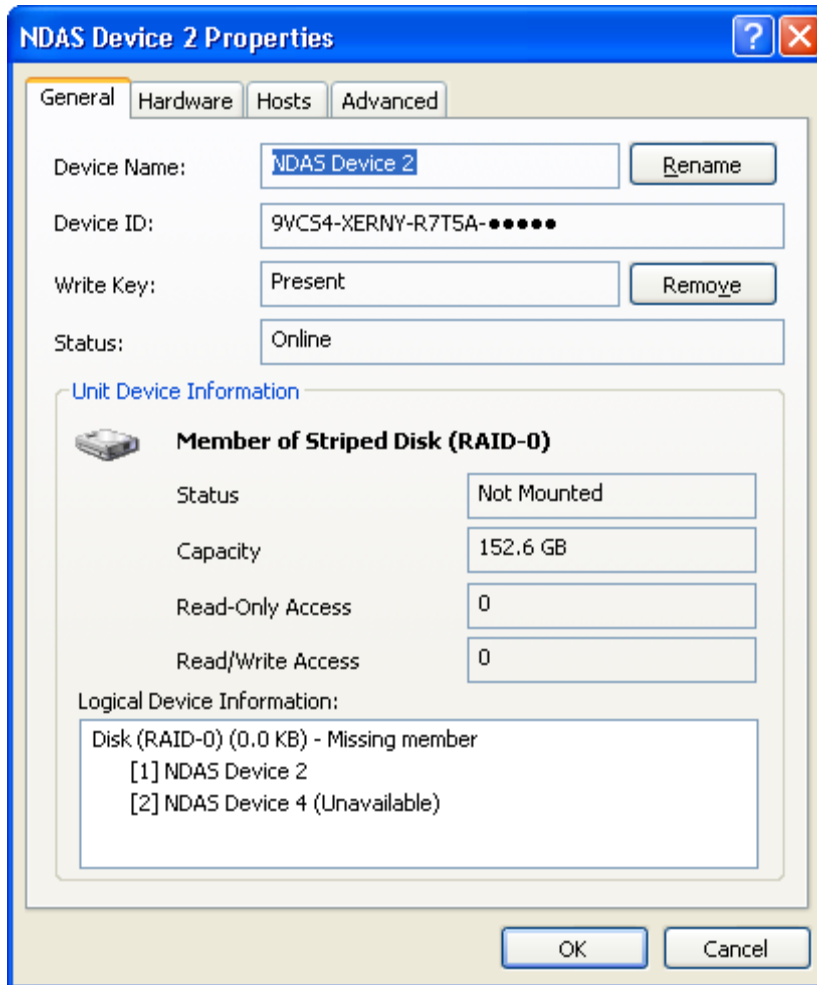 NDAS Device 2 Properties
General Hardware Hosts Advanced
Device Name: NDAS Device 2 Rename
Device ID: 9VCS4-XERNY-R7T5A-●●●●●
Write Key: Present Remove
Status: Online
Unit Device Information
Member of Striped Disk (RAID-0)
Status Not Mounted
Capacity 152.6 GB
Read-Only Access 0
Read/Write Access 0
Logical Device Information:
Disk (RAID-0) (0.0 KB) - Missing member
[1] NDAS Device 2
[2] NDAS Device 4 (Unavailable)
OK Cancel